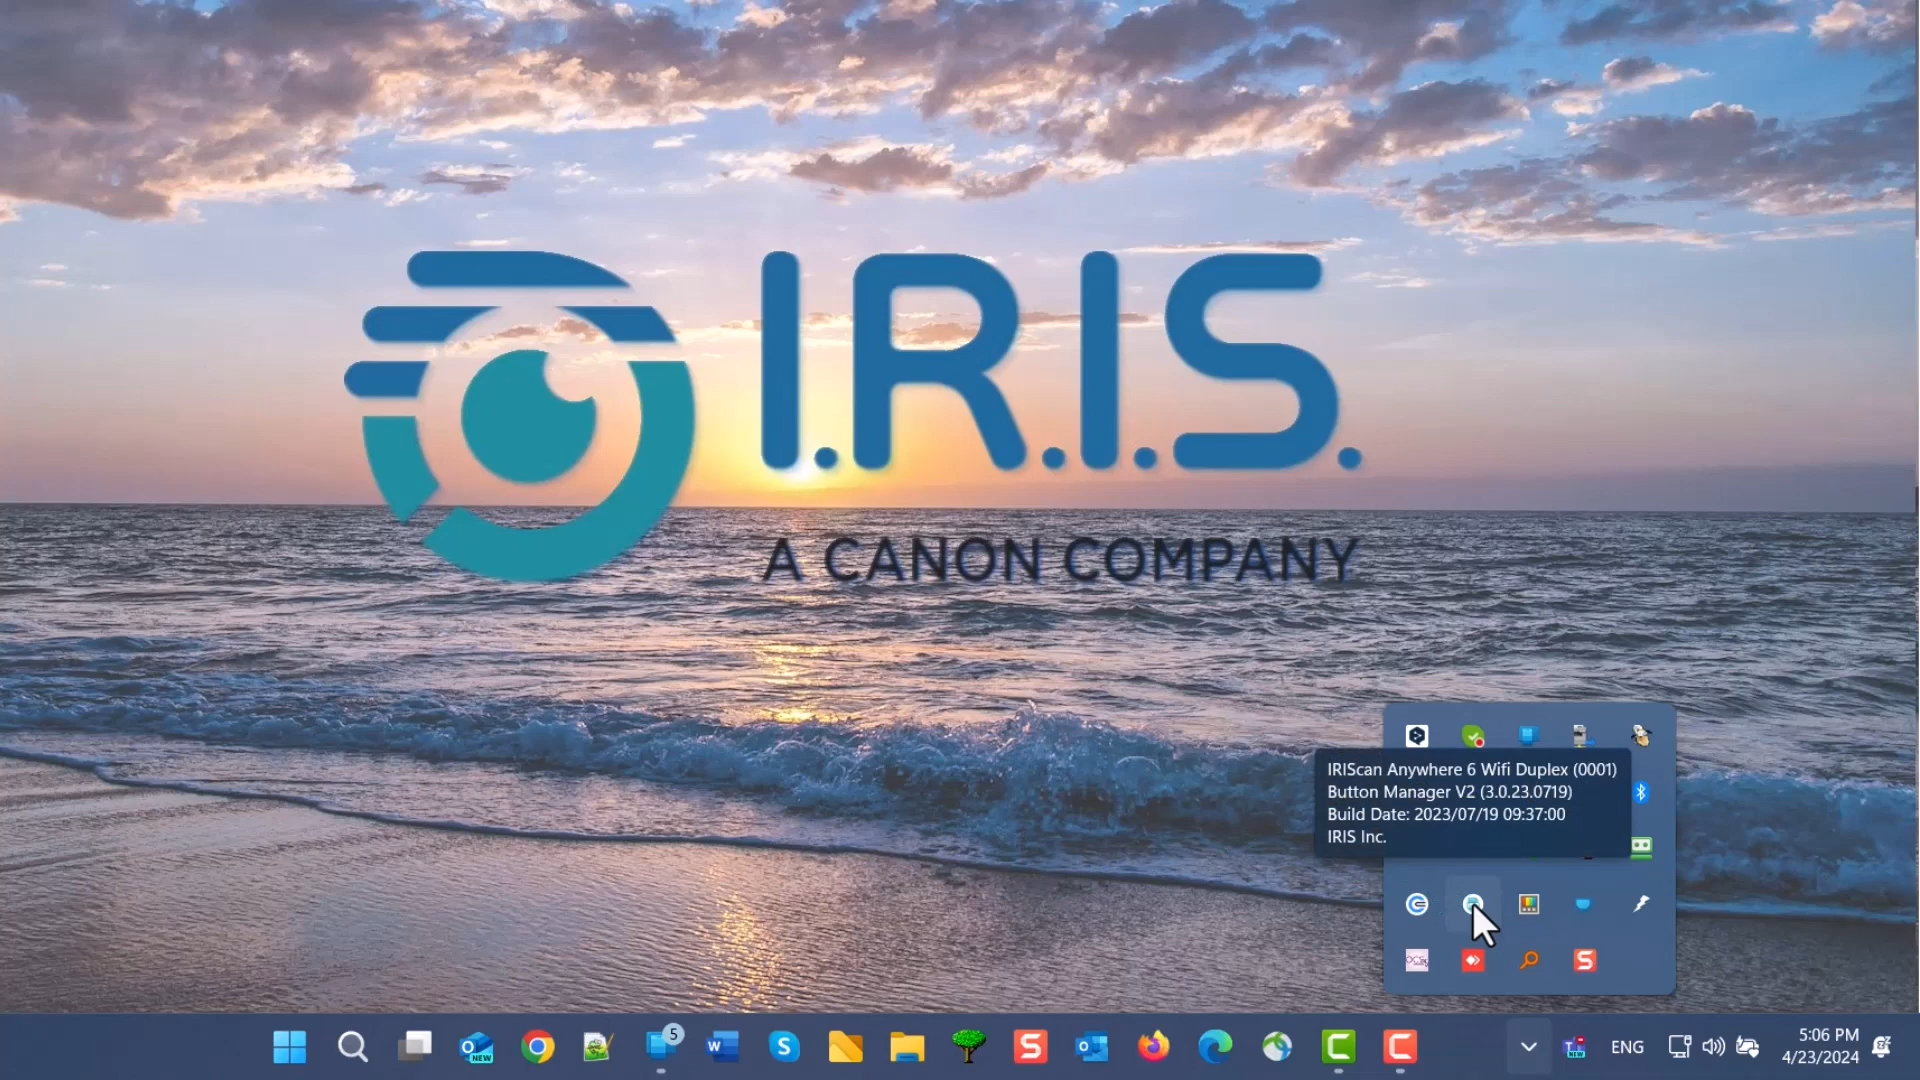 I.R.I.S.
A CANON COMPANY
IRIScan Anywhere 6 Wifi Duplex (0001)
Button Manager V2 (3.0.23.0719)
Build Date: 2023/07/19 09:37:00
IRIS Inc.
NEW
5
W
S
S
ENG
5:06 PM
4/23/2024